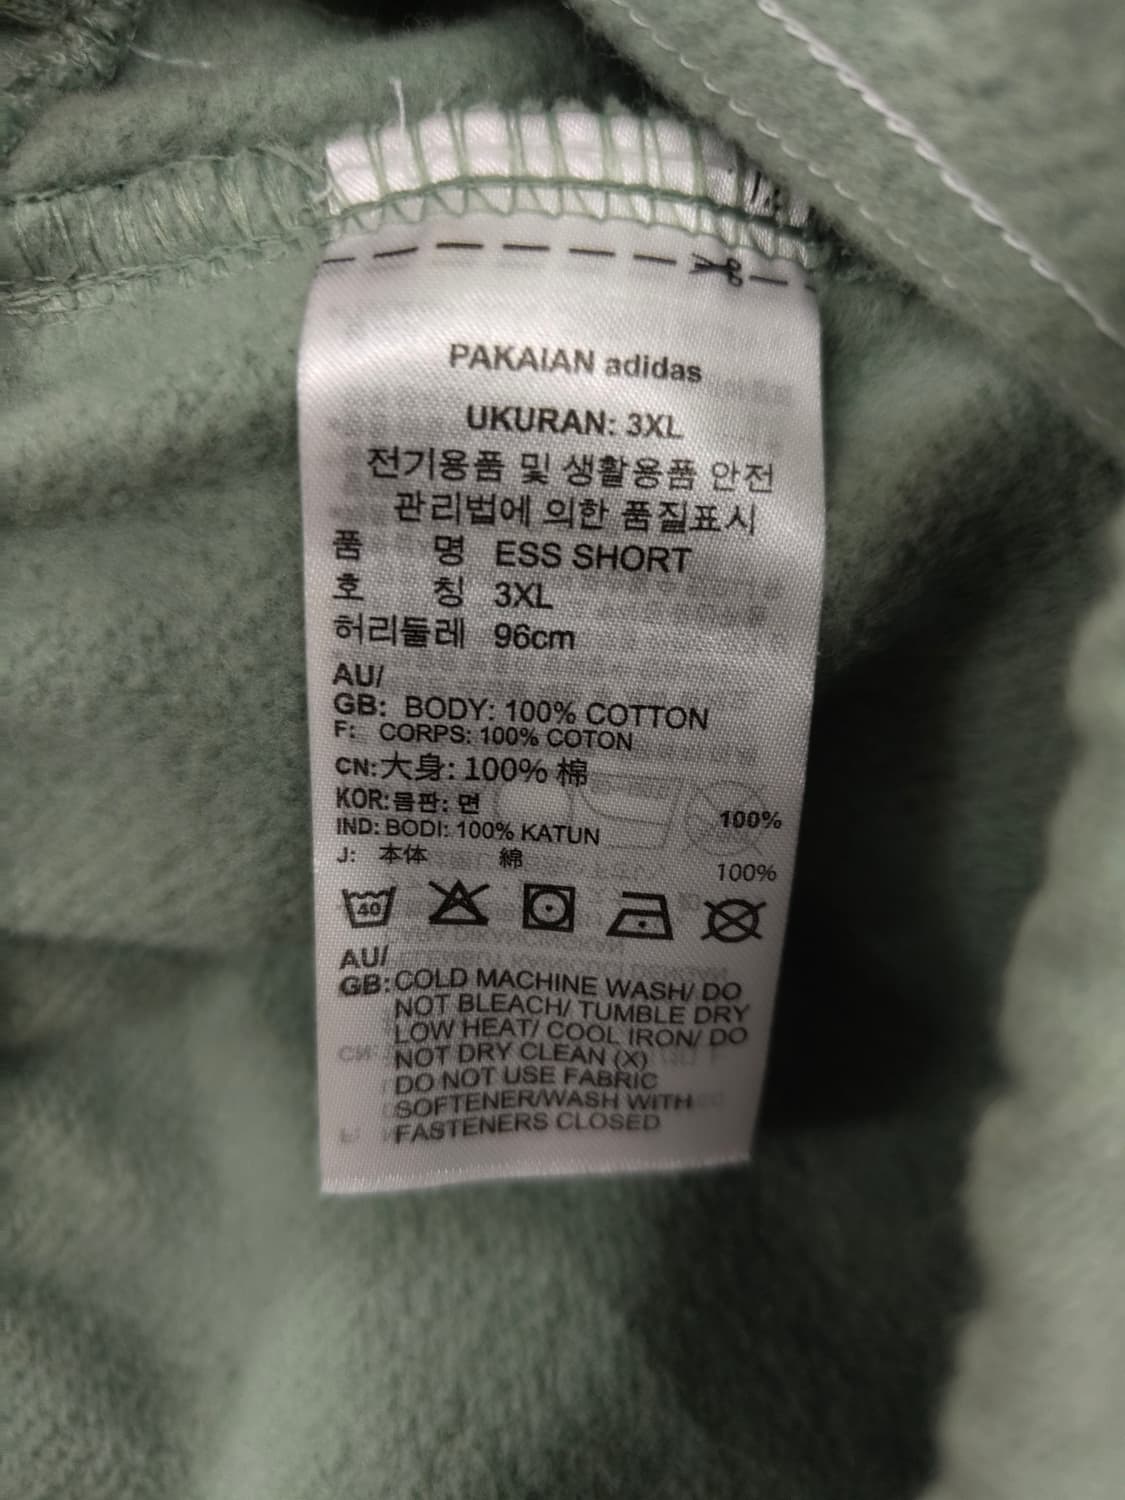 PAKAIAN adidas
UKURAN: 3XL
전기용품 및 생활용품 안전
관리법에 의한 품질표시
품 명 ESS SHORT
호 칭 3XL
허리둘레 96cm
AU/
GB: BODY: 100% COTTON
F: CORPS: 100% COTON
CN:大身: 100% 棉
KOR:몸판: 면 100%
IND: BODI: 100% KATUN
J: 本体 綿 100%
40
AU/
GB:COLD MACHINE WASH/ DO
NOT BLEACH/ TUMBLE DRY
LOW HEAT/ COOL IRON/ DO
NOT DRY CLEAN (X)
DO NOT USE FABRIC
SOFTENER/WASH WITH
FASTENERS CLOSED